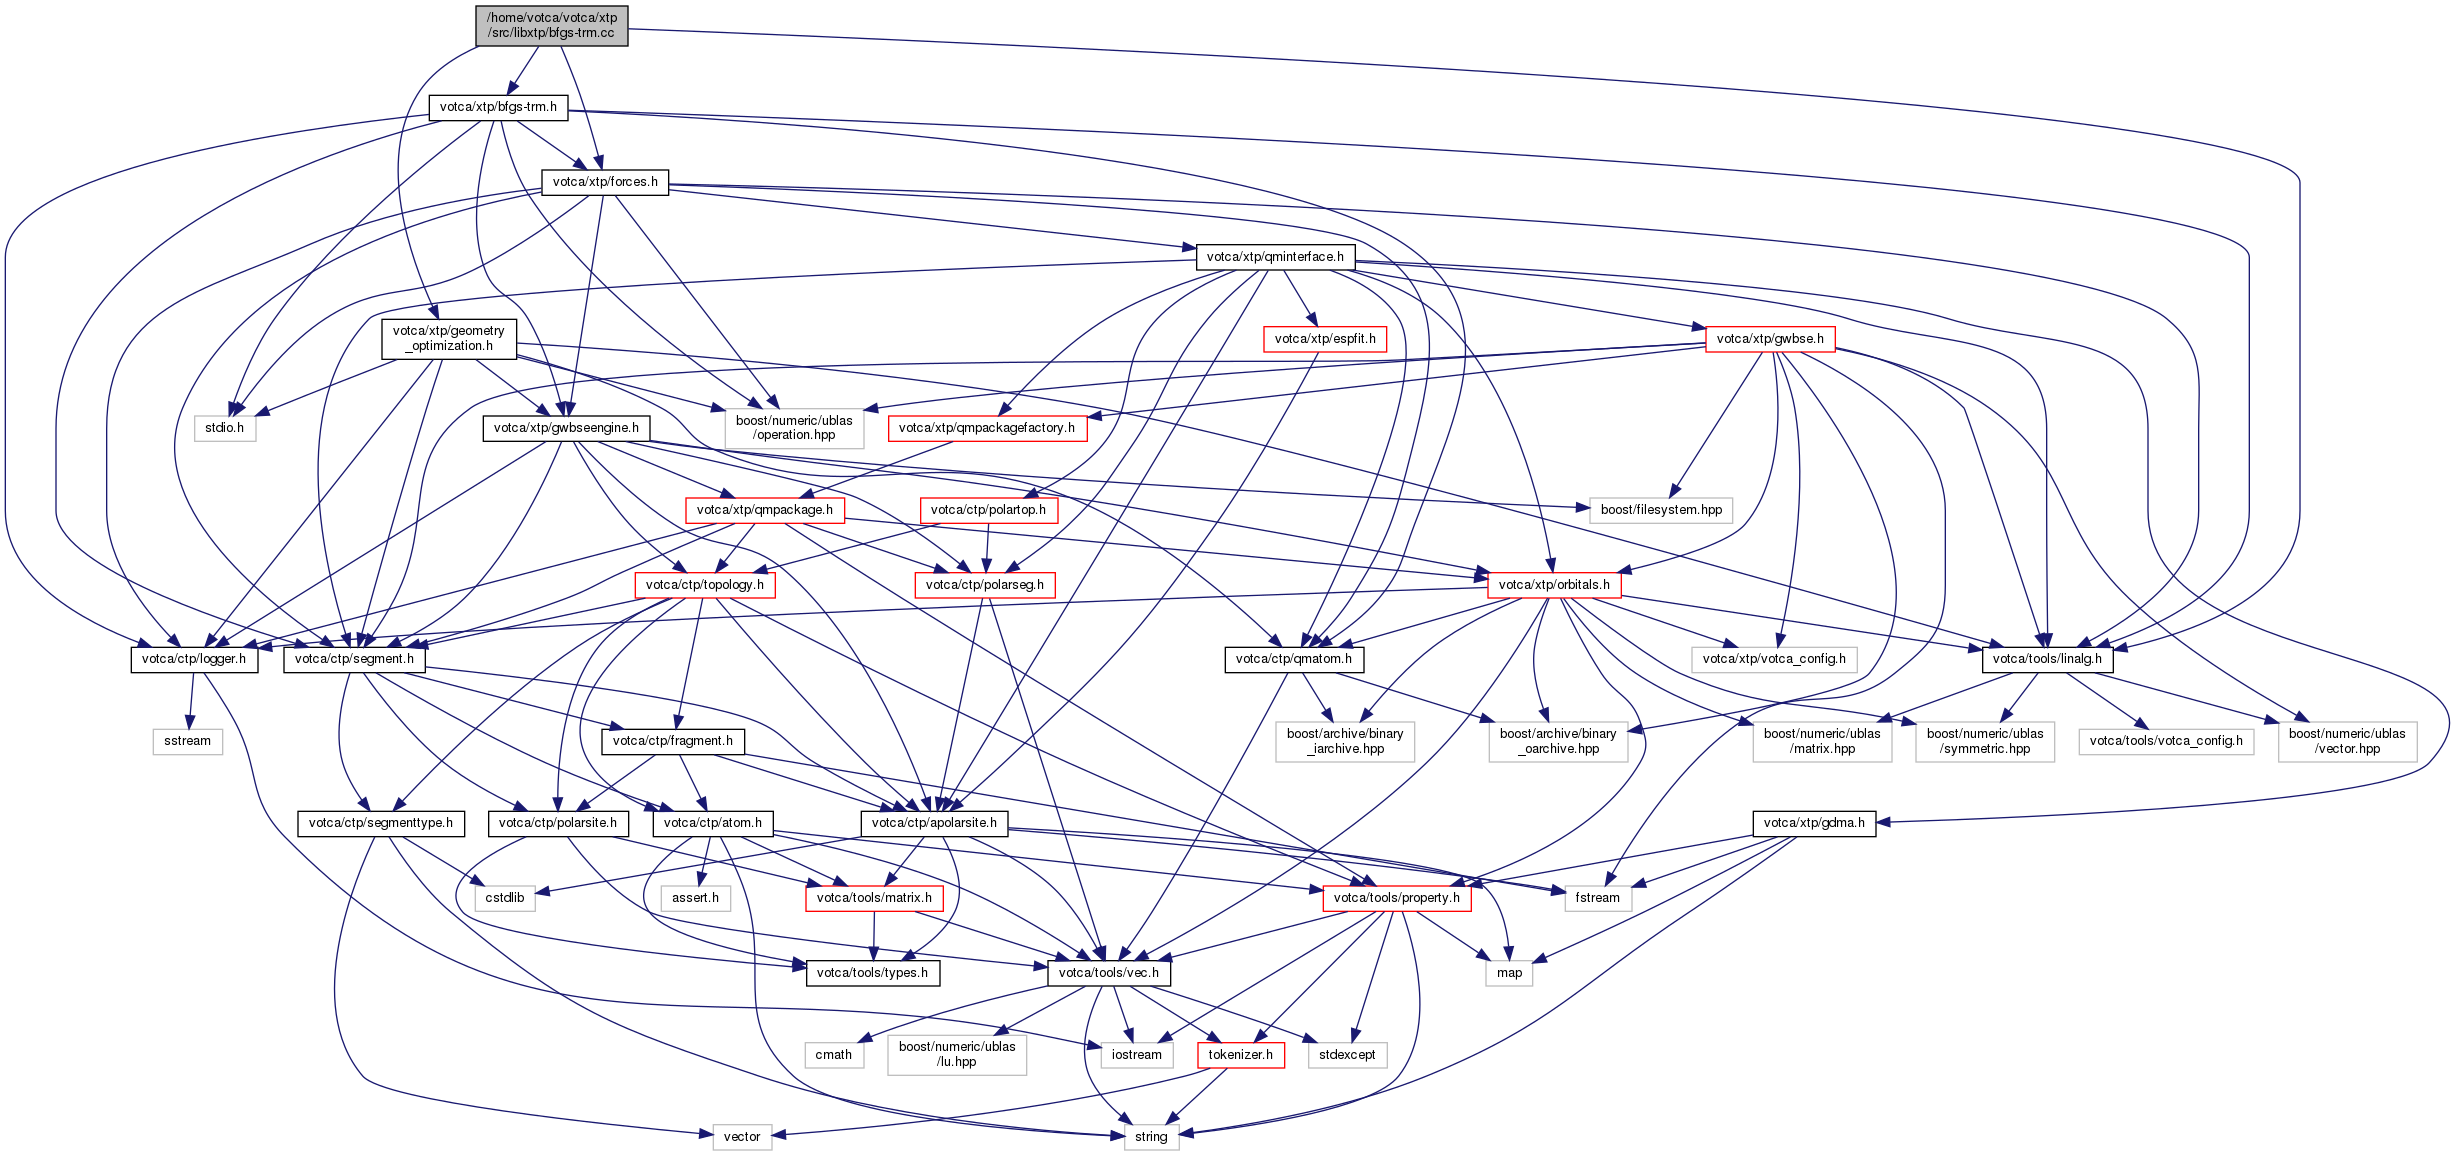 /home/votca/votca/xtp
/src/libxtp/bfgs-trm.cc
votca/xtp/bfgs-trm.h
votca/xtp/forces.h
votca/xtp/qminterface.h
votca/xtp/geometry
_optimization.h
votca/xtp/espfit.h
votca/xtp/gwbse.h
stdio.h
votca/xtp/gwbseengine.h
boost/numeric/ublas
/operation.hpp
votca/xtp/qmpackagefactory.h
votca/xtp/qmpackage.h
votca/ctp/polartop.h
boost/filesystem.hpp
votca/ctp/topology.h
votca/ctp/polarseg.h
votca/xtp/orbitals.h
votca/ctp/logger.h
votca/ctp/segment.h
votca/ctp/qmatom.h
votca/xtp/votca_config.h
votca/tools/linalg.h
sstream
votca/ctp/fragment.h
boost/archive/binary
_iarchive.hpp
boost/archive/binary
_oarchive.hpp
boost/numeric/ublas
/matrix.hpp
boost/numeric/ublas
/symmetric.hpp
votca/tools/votca_config.h
boost/numeric/ublas
/vector.hpp
votca/ctp/segmenttype.h
votca/ctp/polarsite.h
votca/ctp/atom.h
votca/ctp/apolarsite.h
votca/xtp/gdma.h
cstdlib
assert.h
votca/tools/matrix.h
votca/tools/property.h
fstream
votca/tools/types.h
votca/tools/vec.h
map
cmath
boost/numeric/ublas
/lu.hpp
iostream
tokenizer.h
stdexcept
vector
string